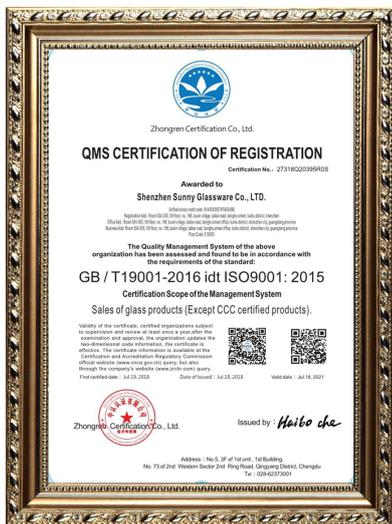 Zhongren Certification Co., Ltd.
QMS CERTIFICATION OF REGISTRATION
Certification No.: 27318Q20395R0S
Awarded to
Shenzhen Sunny Glassware Co., LTD.
The Quality Management System of the above
organization has been assessed and found to be in accordance with
the requirements of the standard:
GB / T19001-2016 idt ISO9001: 2015
Certification Scope of the Management System
Sales of glass products (Except CCC certified products).
Validity of the certificate, certified organizations subject
to supervision and review at least once a year,after the
examination and approval, the organization updates the
two-dimensional code information, the certificate is
effective. The certificate information is available at the
Certification and Accreditation Regulatory Commission
official website (www.cnca.gov.cn) query, but also
through the company's website (www.zrcln.com) query.
First certified date : Jul.19, 2018 Date of Issued : Jul.19, 2018 Valid date : Jul.18, 2021
Zhongren Certification Co., Ltd.
Issued by : Haibo che
Address : No.5, 3F of 1st building, 1st Building,
No. 73 of 2nd Western Sector 2nd Ring Road, Qingyang District, Chengdu
Tel : 028-62373001